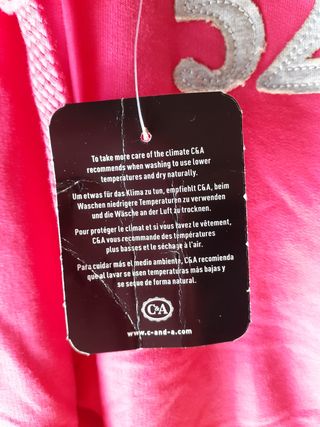 52
To take more care of the climate C&A
recommends when washing to use lower
temperatures and dry naturally.
Um etwas für das Klima zu tun, empfiehlt C&A, beim
Waschen niedrigere Temperaturen zu verwenden
und die Wäsche an der Luft zu trocknen.
Pour protéger le climat et si vous lavez le vêtement,
C&A vous recommande des températures
plus basses et le séchage à l'air.
Para cuidar más el medio ambiente, C&A recomienda
que al lavar se usen temperaturas más bajas y
se seque de forma natural.
C&A
www.c-and-a.com